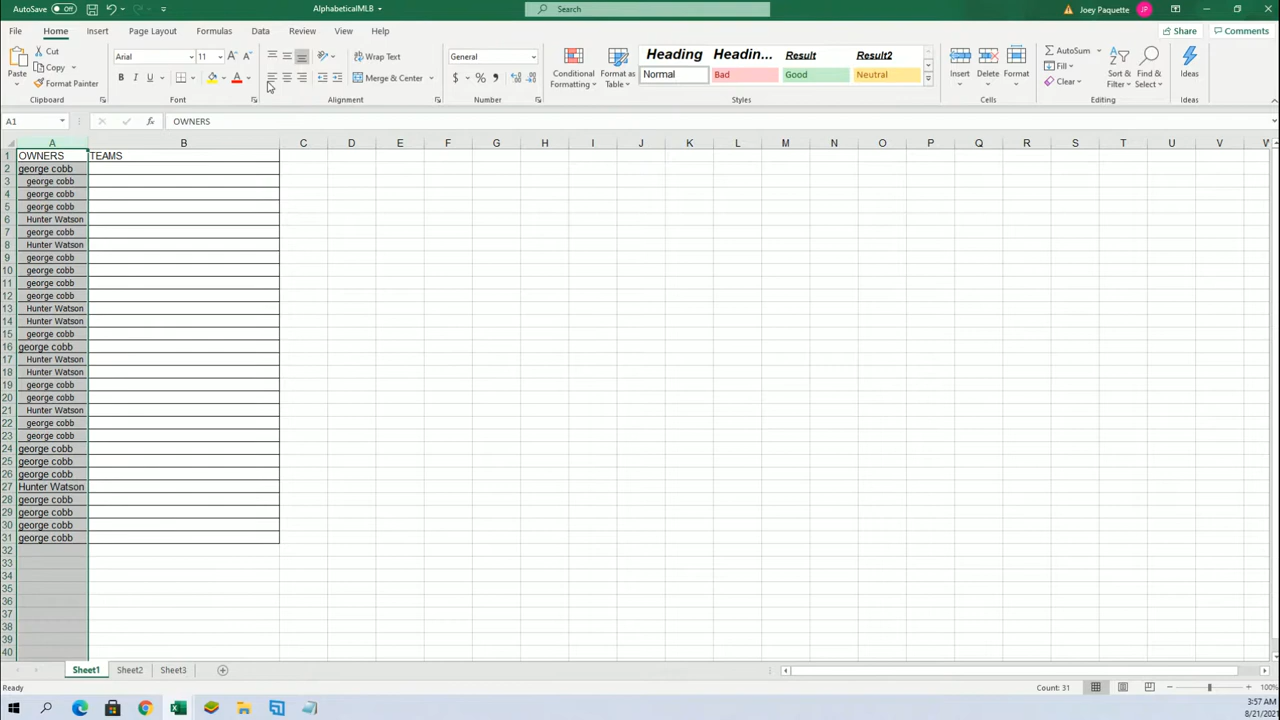 AutoSave Off AlphabeticalMLB Search Joey Paquette JP
File Home Insert Page Layout Formulas Data Review View Help Share Comments
Paste Cut Copy Format Painter Clipboard
Arial 11 B I U Font
Wrap Text Merge & Center Alignment
General $ % Number
Conditional Formatting Format as Table
Heading Headin... Result Result2
Normal Bad Good Neutral
Styles
Insert Delete Format Cells
AutoSum Fill Clear Sort & Filter Find & Select Editing
Ideas Ideas
A1 fx OWNERS
A B C D E F G H I J K L M N O P Q R S T U V W
1 OWNERS TEAMS
2 george cobb
3 george cobb
4 george cobb
5 george cobb
6 Hunter Watson
7 george cobb
8 Hunter Watson
9 george cobb
10 george cobb
11 george cobb
12 george cobb
13 Hunter Watson
14 Hunter Watson
15 george cobb
16 george cobb
17 Hunter Watson
18 Hunter Watson
19 george cobb
20 george cobb
21 Hunter Watson
22 george cobb
23 george cobb
24 george cobb
25 george cobb
26 george cobb
27 Hunter Watson
28 george cobb
29 george cobb
30 george cobb
31 george cobb
32
33
34
35
36
37
38
39
40
Sheet1 Sheet2 Sheet3
Ready Count: 31 100%
3:57 AM
8/21/202